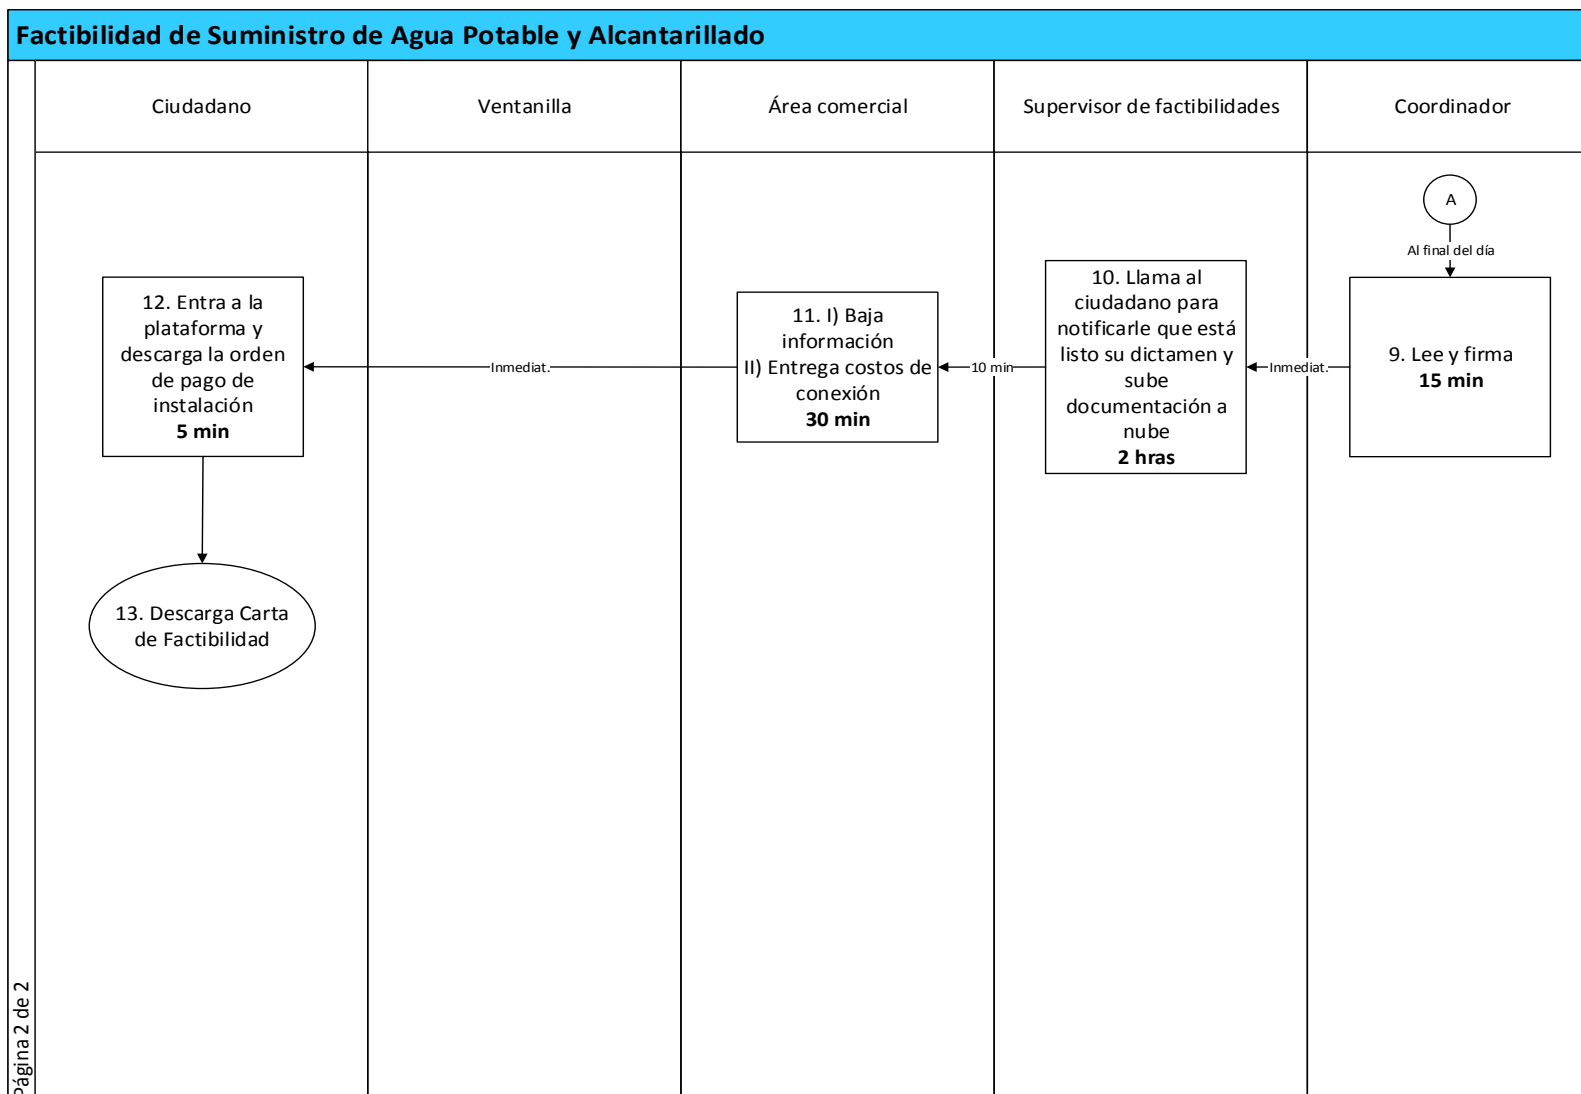 Factibilidad de Suministro de Agua Potable y Alcantarillado
Ciudadano
Ventanilla
Área comercial
Supervisor de factibilidades
Coordinador
A
Al final del día
9. Lee y firma
15 min
Inmediat.
10. Llama al
ciudadano para
notificarle que está
listo su dictamen y
sube
documentación a
nube
2 hras
10 min
11. I) Baja
información
II) Entrega costos de
conexión
30 min
Inmediat.
12. Entra a la
plataforma y
descarga la orden
de pago de
instalación
5 min
13. Descarga Carta
de Factibilidad
Página 2 de 2